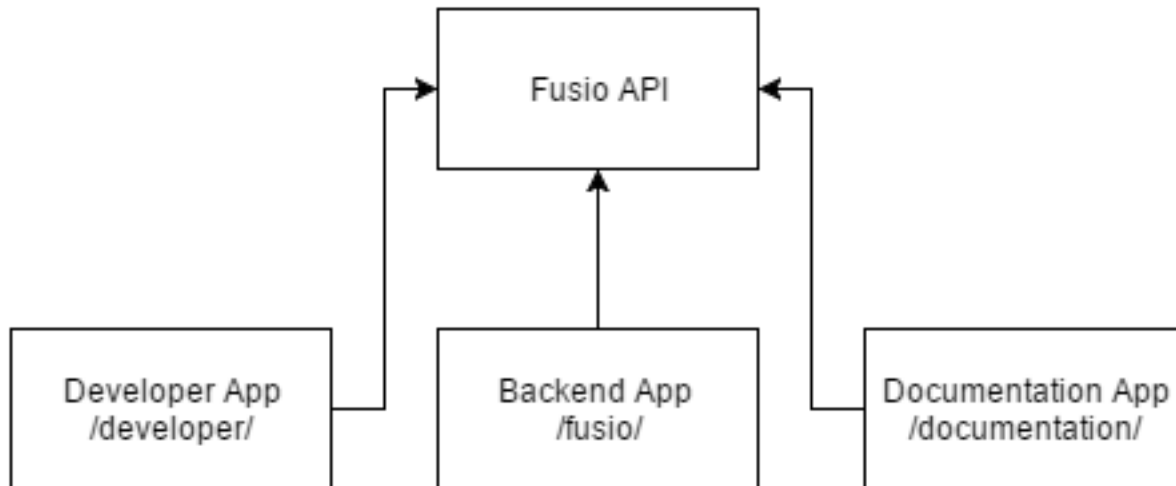 Fusio API
Developer App
/developer/
Backend App
/fusio/
Documentation App
/documentation/